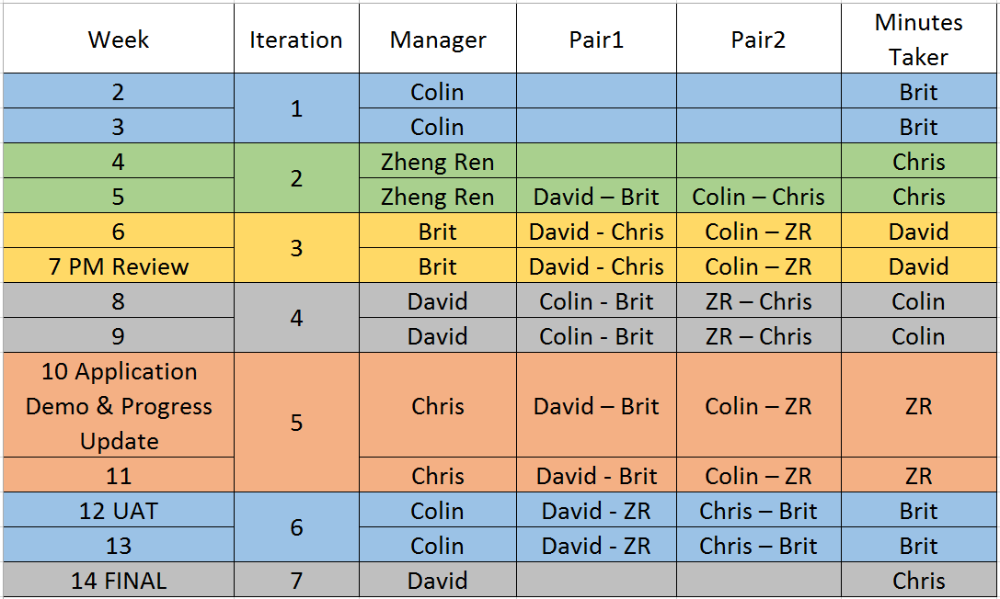 Week Iteration Manager Pair1 Pair2 Minutes Taker
2 1 Colin Brit
3 Colin Brit
4 2 Zheng Ren Chris
5 Zheng Ren David – Brit Colin – Chris Chris
6 3 Brit David - Chris Colin – ZR David
7 PM Review Brit David - Chris Colin – ZR David
8 4 David Colin - Brit ZR – Chris Colin
9 David Colin - Brit ZR – Chris Colin
10 Application
Demo & Progress
Update
5 Chris David – Brit Colin – ZR ZR
11 Chris David - Brit Colin – ZR ZR
12 UAT 6 Colin David - ZR Chris – Brit Brit
13 Colin David - ZR Chris – Brit Brit
14 FINAL 7 David Chris